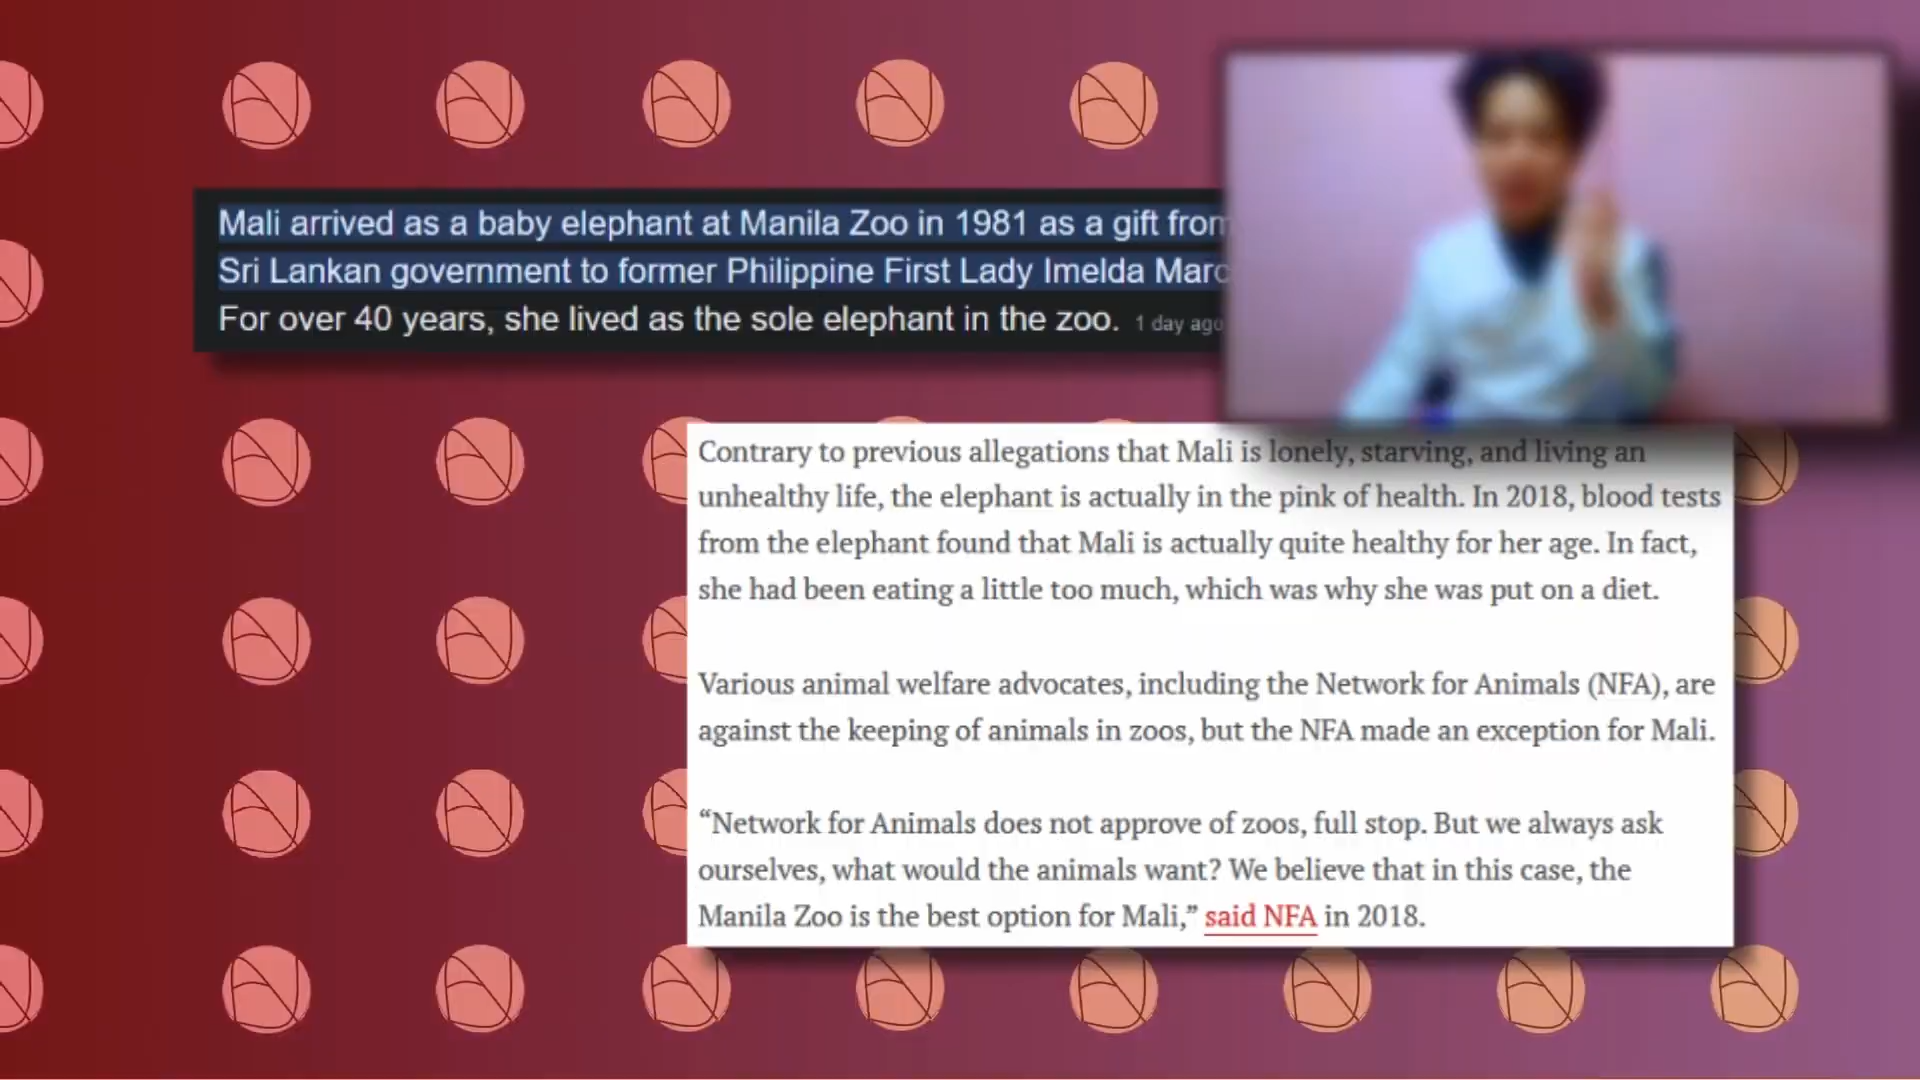 Mali arrived as a baby elephant at Manila Zoo in 1981 as a gift from
Sri Lankan government to former Philippine First Lady Imelda Marc
For over 40 years, she lived as the sole elephant in the zoo. 1 day ago
Contrary to previous allegations that Mali is lonely, starving, and living an
unhealthy life, the elephant is actually in the pink of health. In 2018, blood tests
from the elephant found that Mali is actually quite healthy for her age. In fact,
she had been eating a little too much, which was why she was put on a diet.
Various animal welfare advocates, including the Network for Animals (NFA), are
against the keeping of animals in zoos, but the NFA made an exception for Mali.
“Network for Animals does not approve of zoos, full stop. But we always ask
ourselves, what would the animals want? We believe that in this case, the
Manila Zoo is the best option for Mali,” said NFA in 2018.